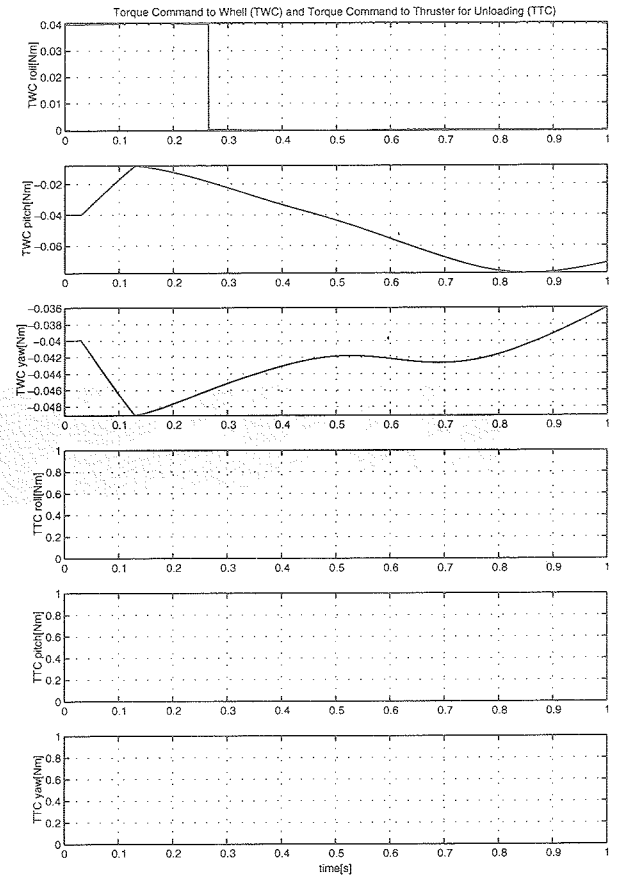 Torque Command to Whell (TWC) and Torque Command to Thruster for Unloading (TTC)
0.04
0.03
0.02
0.01
0
TWC roll[Nm]
0 0.1 0.2 0.3 0.4 0.5 0.6 0.7 0.8 0.9 1
−0.02
−0.04
−0.06
TWC pitch[Nm]
0 0.1 0.2 0.3 0.4 0.5 0.6 0.7 0.8 0.9 1
−0.036
−0.038
−0.04
−0.042
−0.044
−0.046
−0.048
TWC yaw[Nm]
0 0.1 0.2 0.3 0.4 0.5 0.6 0.7 0.8 0.9 1
1
0.8
0.6
0.4
0.2
0
TTC roll[Nm]
0 0.1 0.2 0.3 0.4 0.5 0.6 0.7 0.8 0.9 1
1
0.8
0.6
0.4
0.2
0
TTC pitch[Nm]
0 0.1 0.2 0.3 0.4 0.5 0.6 0.7 0.8 0.9 1
1
0.8
0.6
0.4
0.2
0
TTC yaw[Nm]
0 0.1 0.2 0.3 0.4 0.5 0.6 0.7 0.8 0.9 1
time[s]